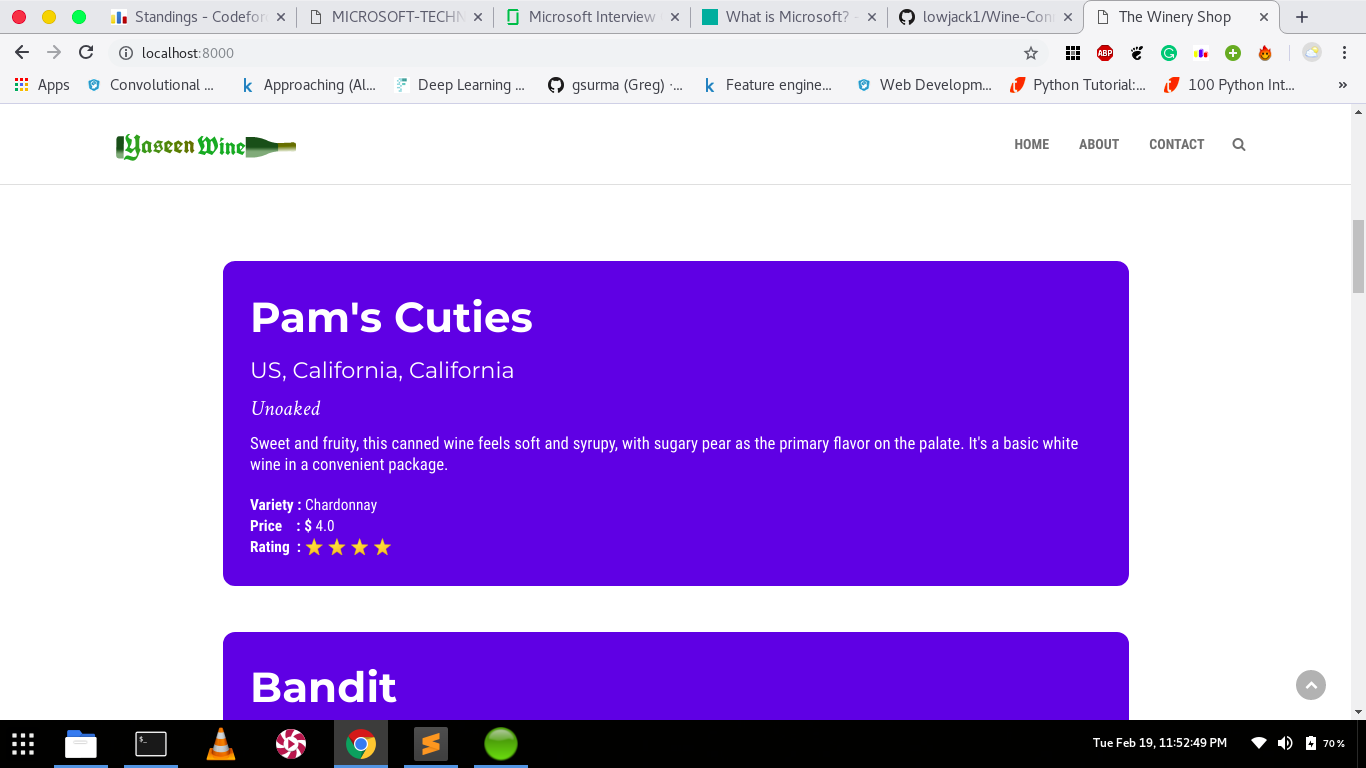 Standings - Codefor
MICROSOFT-TECHN
Microsoft Interview
What is Microsoft? -
lowjack1/Wine-Con
The Winery Shop
localhost:8000
ABP
Apps
Convolutional ...
Approaching (Al...
Deep Learning ...
gsurma (Greg) ·...
Feature engine...
Web Developm...
Python Tutorial:...
100 Python Int...
»
Yaseen Wine
HOME
ABOUT
CONTACT
Pam's Cuties
US, California, California
Unoaked
Sweet and fruity, this canned wine feels soft and syrupy, with sugary pear as the primary flavor on the palate. It's a basic white
wine in a convenient package.
Variety : Chardonnay
Price : $ 4.0
Rating :
Bandit
Tue Feb 19, 11:52:49 PM
70 %